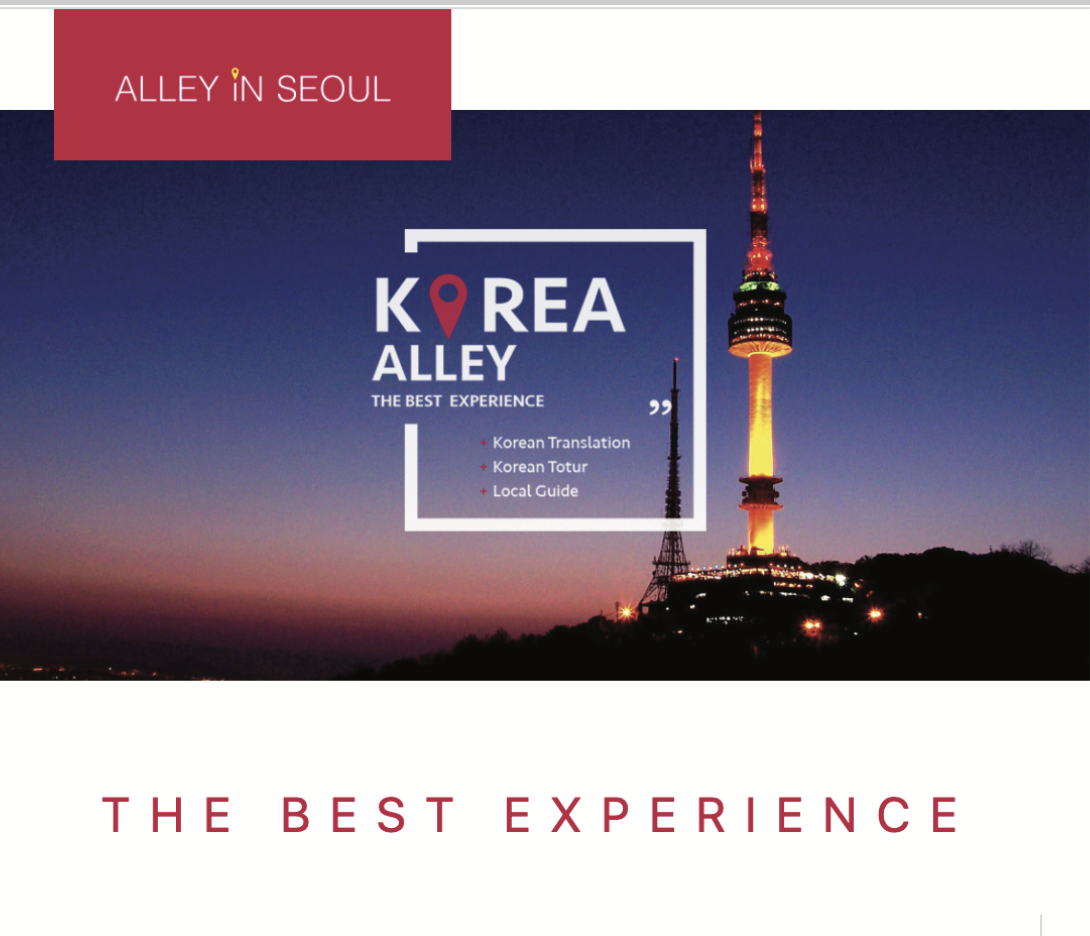 ALLEY iN SEOUL
KOREA
ALLEY
THE BEST EXPERIENCE
”
+ Korean Translation
+ Korean Totur
+ Local Guide
THE BEST EXPERIENCE